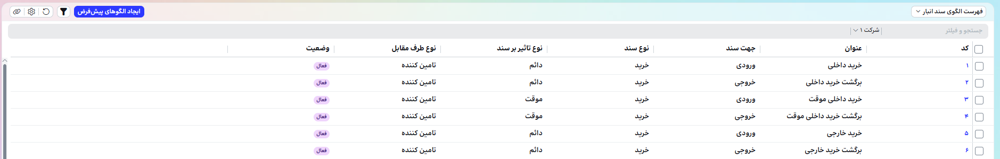 فهرست الگوی سند انبار ایجاد الگوهای پیش‌فرض
جستجو و فیلتر شرکت ۱
کد عنوان جهت سند نوع سند نوع تاثیر بر سند نوع طرف مقابل وضعیت
۱ خرید داخلی ورودی خرید دائم تامین کننده فعال
۲ برگشت خرید داخلی خروجی خرید دائم تامین کننده فعال
۳ خرید داخلی موقت ورودی خرید موقت تامین کننده فعال
۴ برگشت خرید داخلی موقت خروجی خرید موقت تامین کننده فعال
۵ خرید خارجی ورودی خرید دائم تامین کننده فعال
۶ برگشت خرید خارجی خروجی خرید دائم تامین کننده فعال